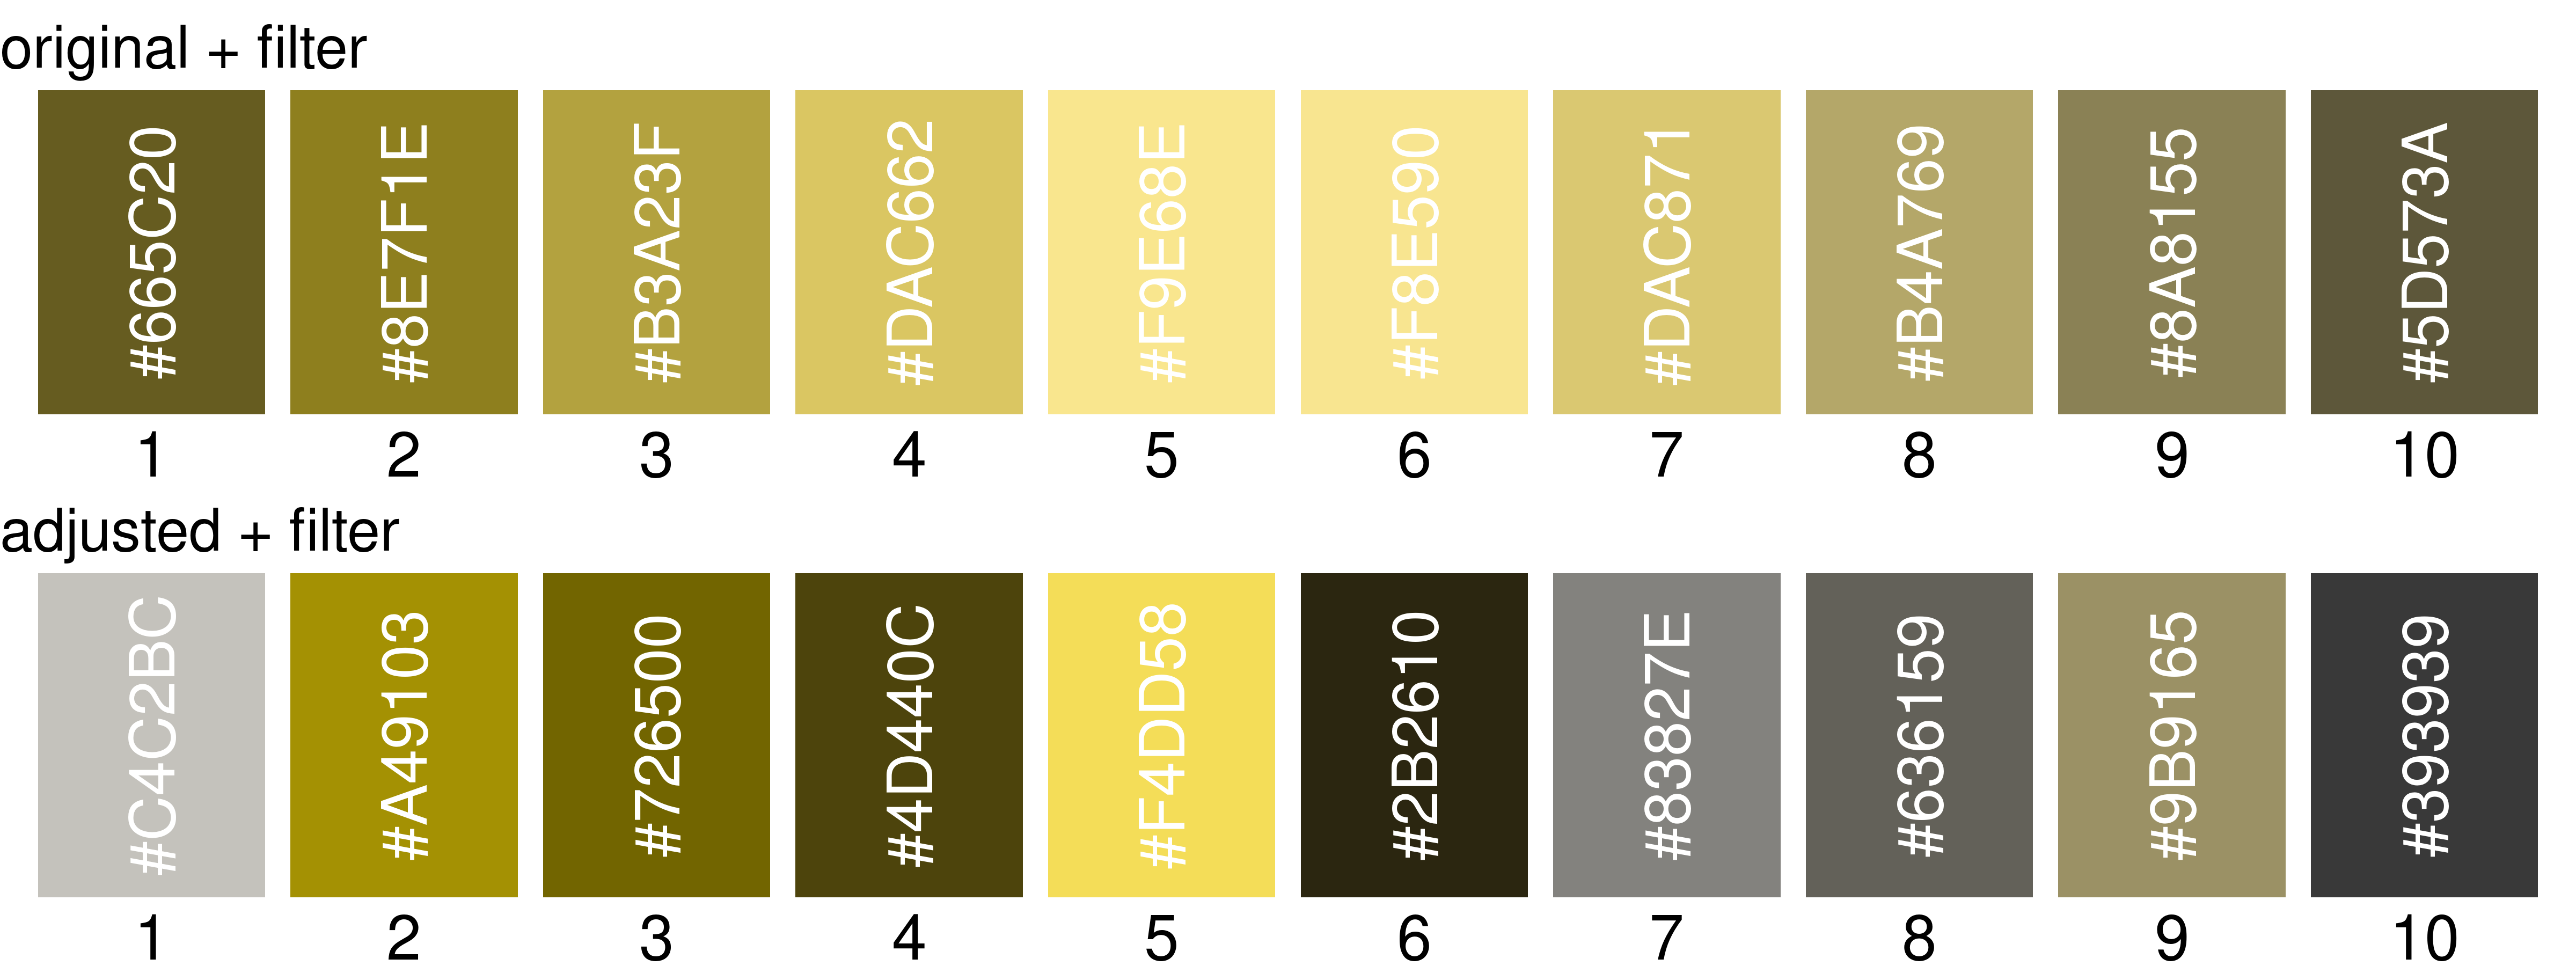 original + filter
#665C20 #8E7F1E #B3A23F #DAC662 #F9E68E #F8E590 #DAC871 #B4A769 #8A8155 #5D573A
1 2 3 4 5 6 7 8 9 10
adjusted + filter
#C4C2BC #A49103 #726500 #4D440C #F4DD58 #2B2610 #83827E #636159 #9B9165 #393939
1 2 3 4 5 6 7 8 9 10